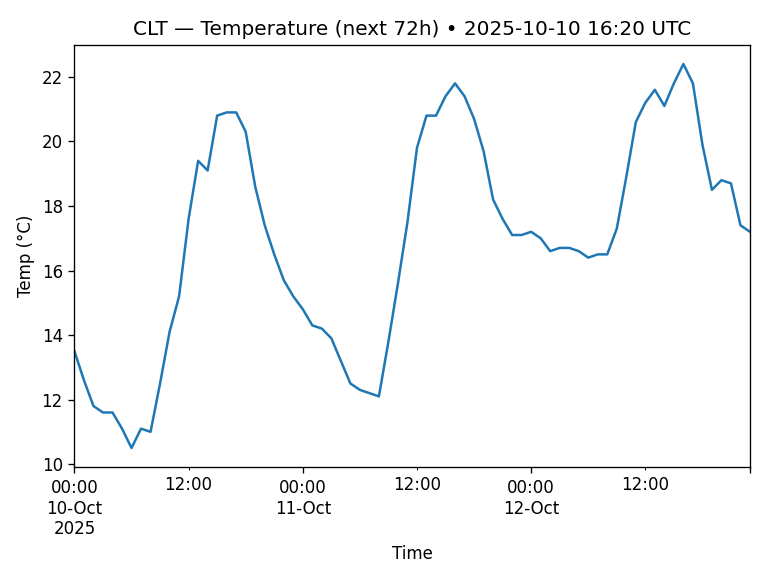 CLT — Temperature (next 72h) • 2025-10-10 16:20 UTC
Temp (°C)
22
20
18
16
14
12
10
00:00 12:00 00:00 12:00 00:00 12:00
10-Oct 11-Oct 12-Oct
2025
Time